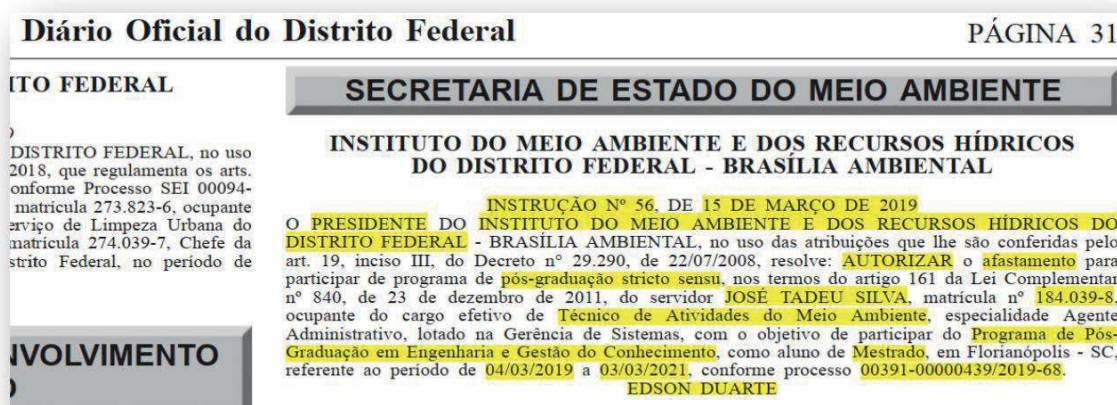 Diário Oficial do Distrito Federal
PÁGINA 31
ITO FEDERAL
DISTRITO FEDERAL, no uso
2018, que regulamenta os arts.
onforme Processo SEI 00094-
matrícula 273.823-6, ocupante
erviço de Limpeza Urbana do
matrícula 274.039-7, Chefe da
strito Federal, no período de
VOLVIMENTO
SECRETARIA DE ESTADO DO MEIO AMBIENTE
INSTITUTO DO MEIO AMBIENTE E DOS RECURSOS HÍDRICOS
DO DISTRITO FEDERAL - BRASÍLIA AMBIENTAL
INSTRUÇÃO Nº 56, DE 15 DE MARÇO DE 2019
O PRESIDENTE DO INSTITUTO DO MEIO AMBIENTE E DOS RECURSOS HÍDRICOS DO
DISTRITO FEDERAL - BRASÍLIA AMBIENTAL, no uso das atribuições que lhe são conferidas pelo
art. 19, inciso III, do Decreto nº 29.290, de 22/07/2008, resolve: AUTORIZAR o afastamento para
participar de programa de pós-graduação stricto sensu, nos termos do artigo 161 da Lei Complementar
nº 840, de 23 de dezembro de 2011, do servidor JOSÉ TADEU SILVA, matrícula nº 184.039-8,
ocupante do cargo efetivo de Técnico de Atividades do Meio Ambiente, especialidade Agente
Administrativo, lotado na Gerência de Sistemas, com o objetivo de participar do Programa de Pós-
Graduação em Engenharia e Gestão do Conhecimento, como aluno de Mestrado, em Florianópolis - SC,
referente ao período de 04/03/2019 a 03/03/2021, conforme processo 00391-00000439/2019-68.
EDSON DUARTE